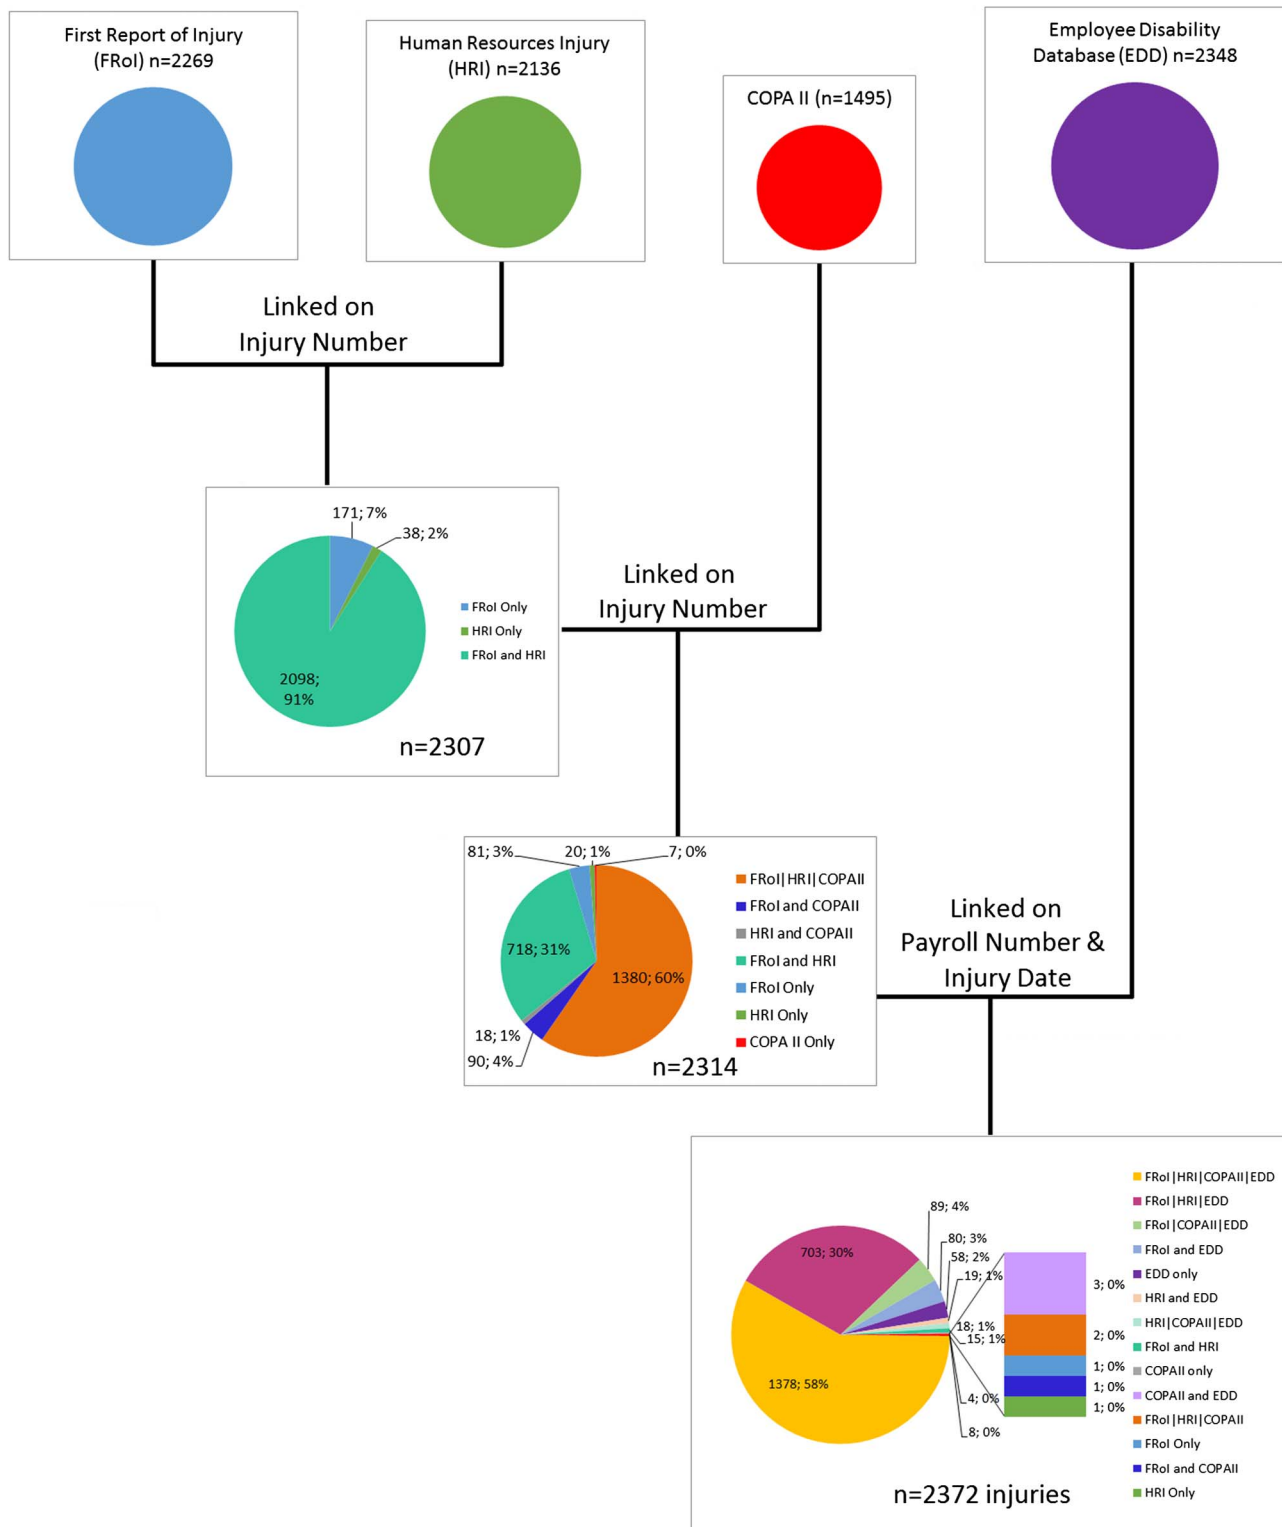 First Report of Injury
(FRoI) n=2269
Human Resources Injury
(HRI) n=2136
COPA II (n=1495)
Employee Disability
Database (EDD) n=2348
Linked on
Injury Number
171; 7%
38; 2%
2098;
91%
FRoI Only
HRI Only
FRoI and HRI
n=2307
Linked on
Injury Number
81; 3%
20; 1%
7; 0%
718; 31%
1380; 60%
18; 1%
90; 4%
FRoI|HRI|COPAII
FRoI and COPAII
HRI and COPAII
FRoI and HRI
FRoI Only
HRI Only
COPA II Only
n=2314
Linked on
Payroll Number &
Injury Date
703; 30%
89; 4%
80; 3%
58; 2%
19; 1%
18; 1%
15; 1%
1378; 58%
4; 0%
8; 0%
3; 0%
2; 0%
1; 0%
1; 0%
1; 0%
FRoI|HRI|COPAII|EDD
FRoI|HRI|EDD
FRoI|COPAII|EDD
FRoI and EDD
EDD only
HRI and EDD
HRI|COPAII|EDD
FRoI and HRI
COPAII only
COPAII and EDD
FRoI|HRI|COPAII
FRoI Only
FRoI and COPAII
HRI Only
n=2372 injuries